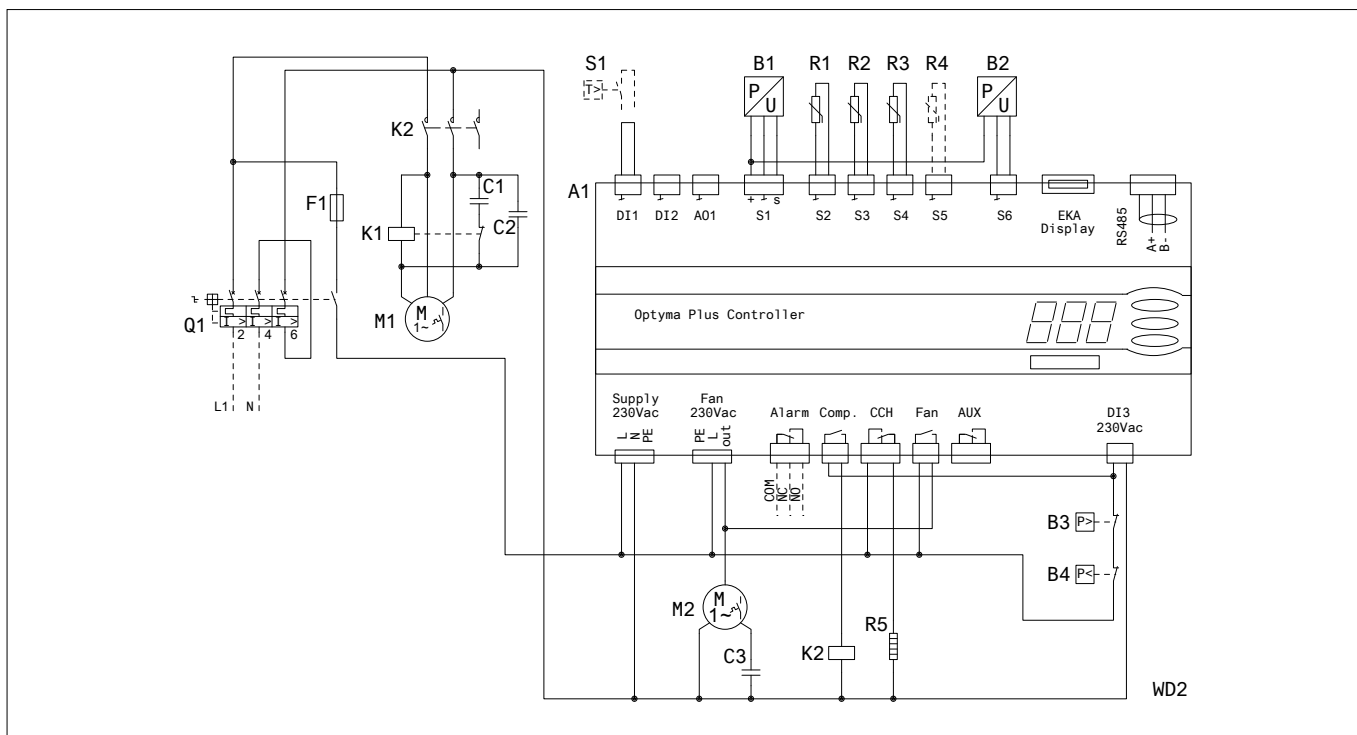 S1
B1
R1
R2
R3
R4
B2
T>
P
U
P
U
K2
C1
F1
A1
+
s
DI1
DI2
AO1
S1
S2
S3
S4
S5
S6
EKA
Display
RS485
A+
B-
K1
C2
Q1
I >
I >
I >
2
4
6
M1
M
1~
Optyma Plus Controller
L1
N
Supply
230Vac
L
N
PE
Fan
230Vac
PE
L
out
Alarm
Comp.
CCH
Fan
AUX
DI3
230Vac
COM
NC
NO
B3
P>
B4
P<
M2
M
1~
C3
K2
R5
WD2